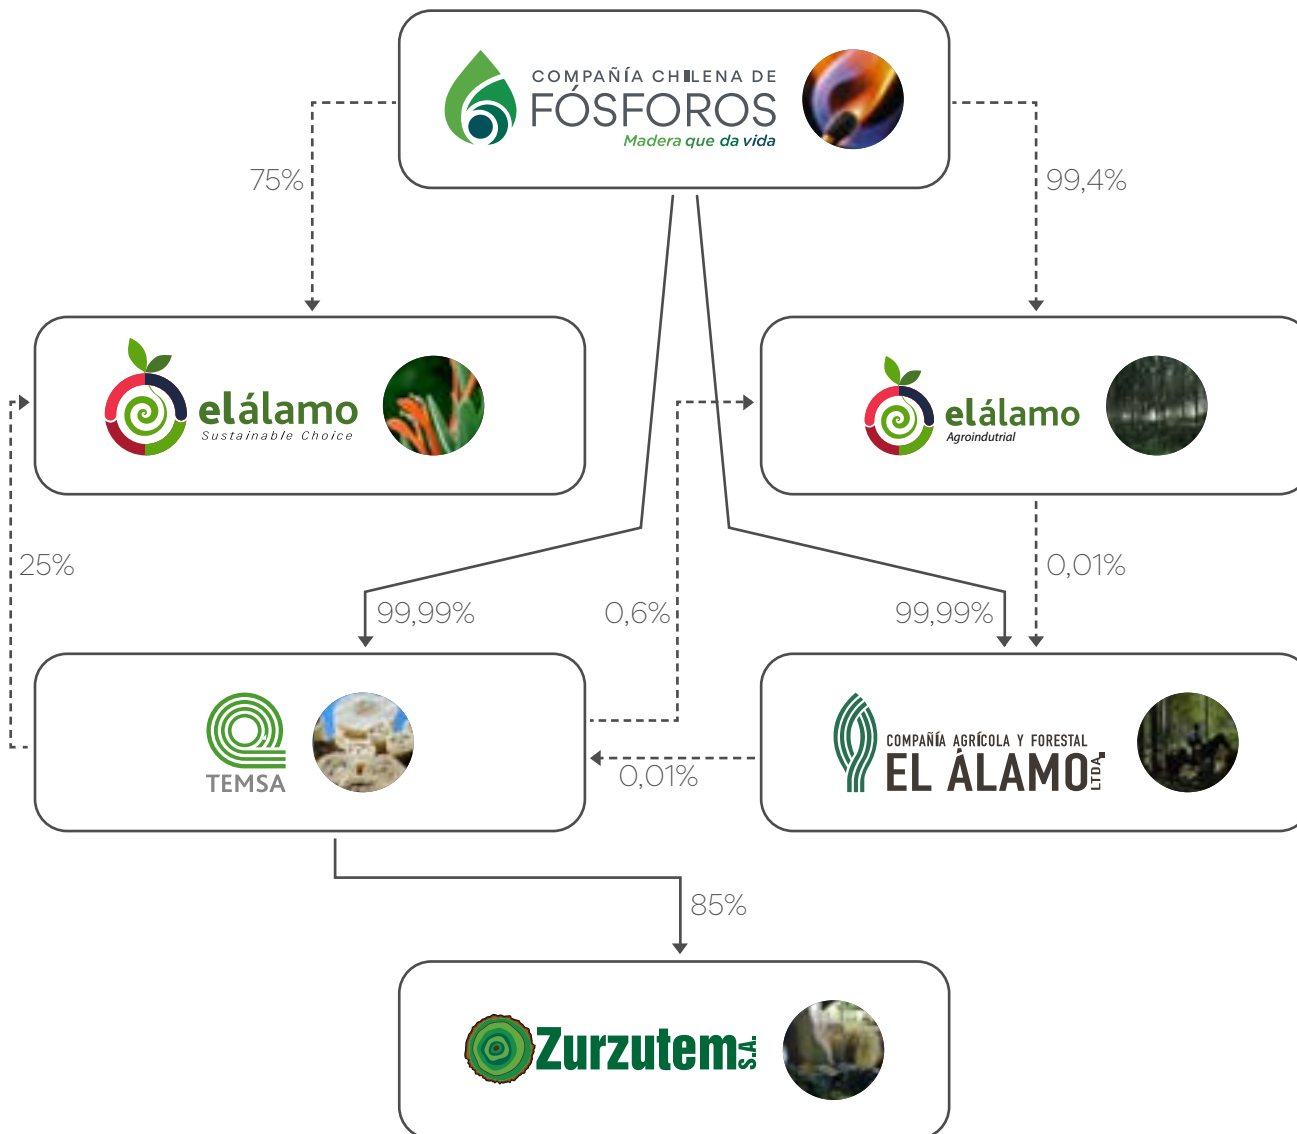 COMPAÑÍA CHILENA DE
FÓSFOROS
Madera que da vida
75%
99,4%
elálamo
Sustainable Choice
elálamo
Agroindutrial
25%
0,01%
99,99%
0,6%
99,99%
TEMSA
0,01%
COMPAÑÍA AGRÍCOLA Y FORESTAL
EL ÁLAMO LTDA.
85%
Zurzutem S.A.